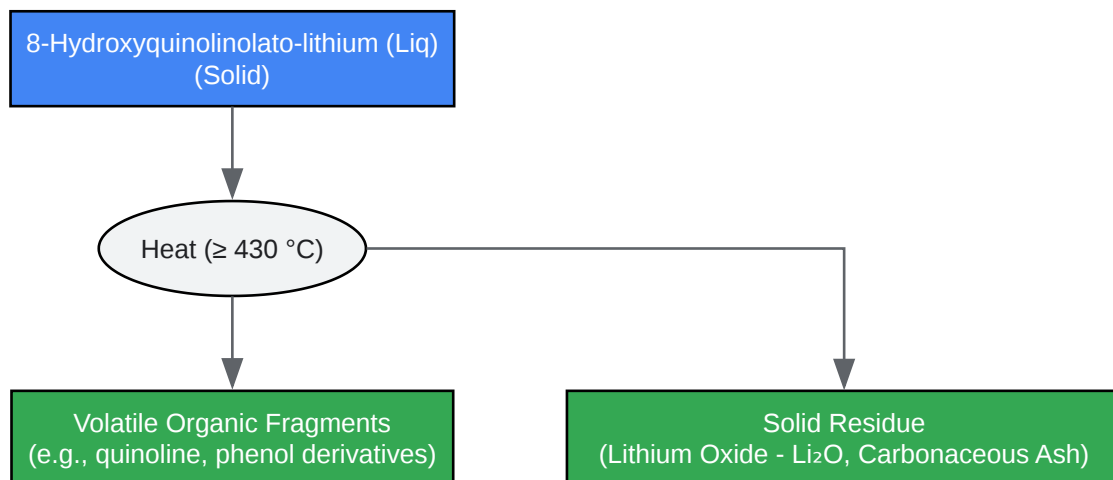 8-Hydroxyquinolinolato-lithium (Liq)
(Solid)
Heat (≥ 430 °C)
Volatile Organic Fragments
(e.g., quinoline, phenol derivatives)
Solid Residue
(Lithium Oxide - Li₂O, Carbonaceous Ash)